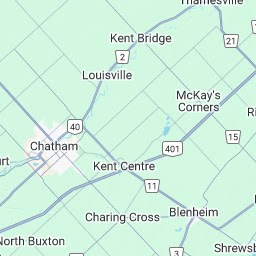 Thamesville
Kent Bridge
21
2
Louisville
McKay's
Corners
40
15
Chatham
401
Kent Centre
11
Charing Cross
Blenheim
North Buxton